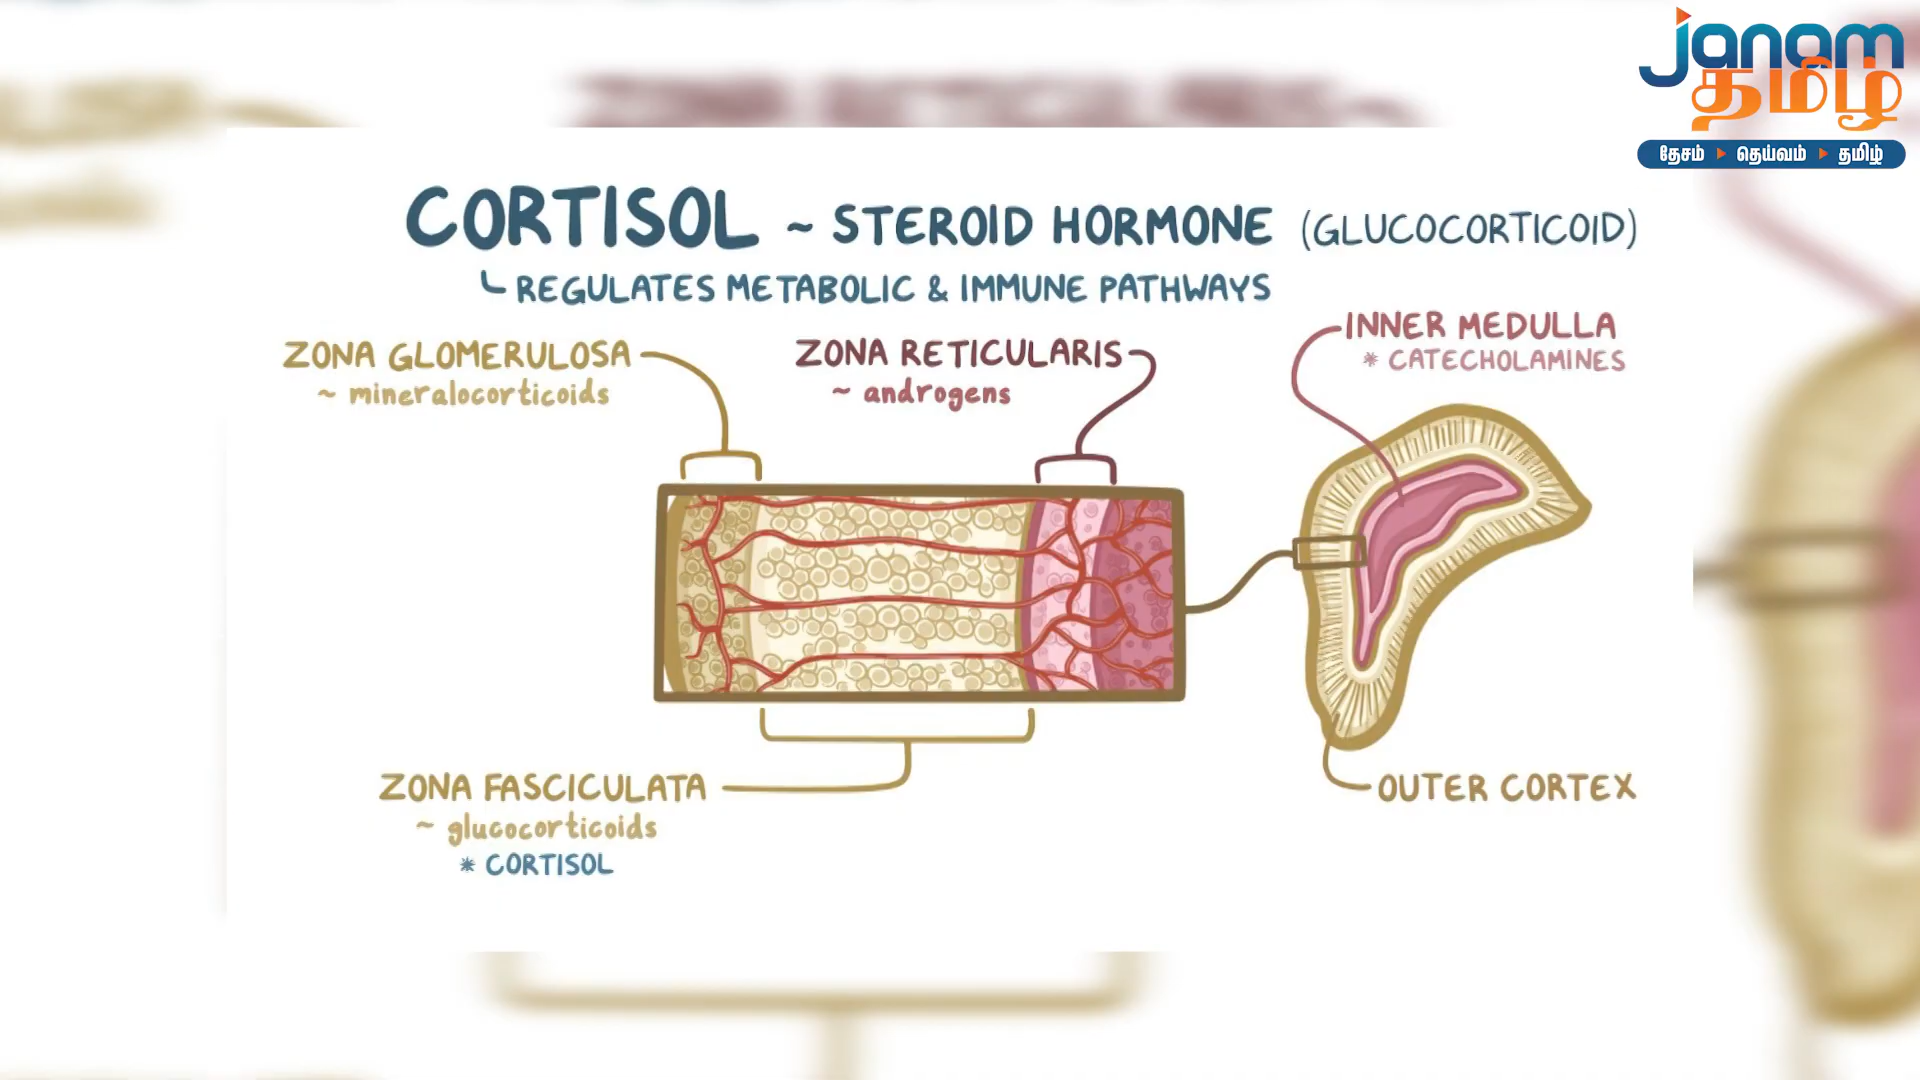 janam
தமிழ்
தேசம் தெய்வம் தமிழ்
CORTISOL ~ STEROID HORMONE (GLUCOCORTICOID)
REGULATES METABOLIC & IMMUNE PATHWAYS
ZONA GLOMERULOSA
~ mineralocorticoids
ZONA RETICULARIS
~ androgens
INNER MEDULLA
* CATECHOLAMINES
ZONA FASCICULATA
~ glucocorticoids
* CORTISOL
OUTER CORTEX